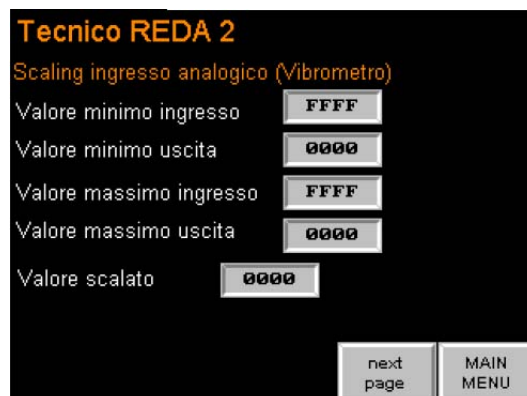 Tecnico REDA 2
Scaling ingresso analogico (Vibrometro)
Valore minimo ingresso FFFF
Valore minimo uscita 0000
Valore massimo ingresso FFFF
Valore massimo uscita 0000
Valore scalato 0000
next page MAIN MENU